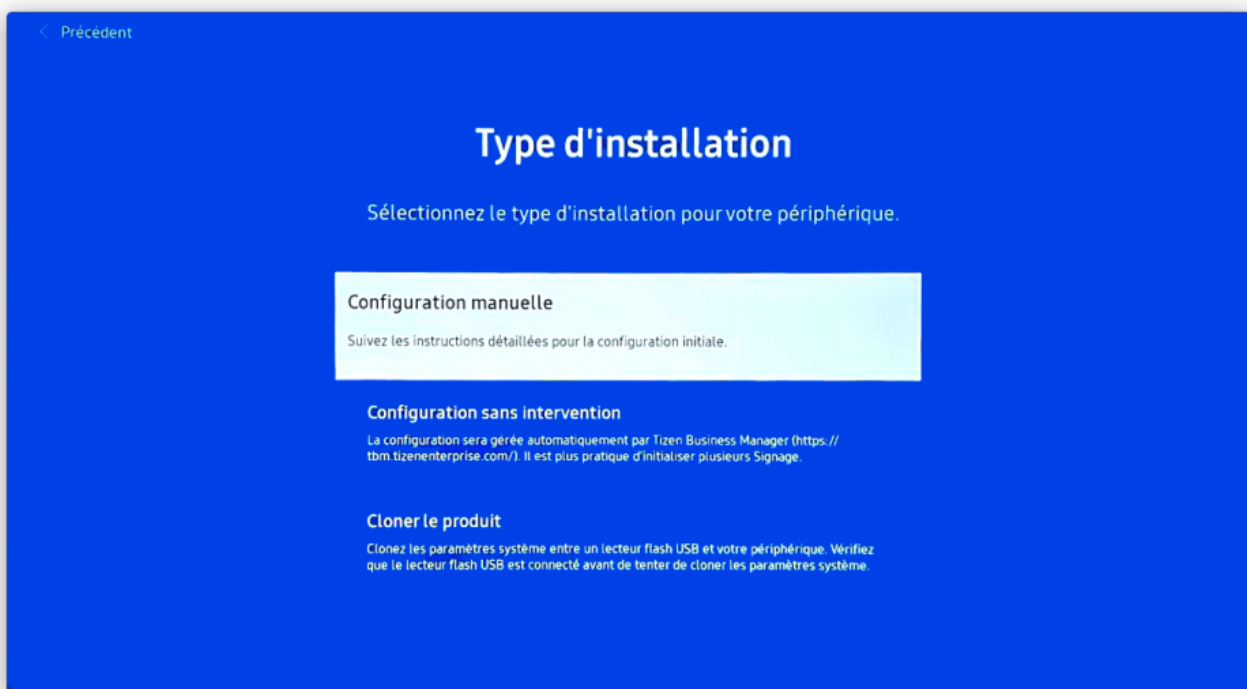 Précédent
Type d'installation
Sélectionnez le type d'installation pour votre périphérique.
Configuration manuelle
Suivez les instructions détaillées pour la configuration initiale.
Configuration sans intervention
La configuration sera gérée automatiquement par Tizen Business Manager (https://
tbm.tizenenterprise.com/). Il est plus pratique d'initialiser plusieurs Signage.
Cloner le produit
Clonez les paramètres système entre un lecteur flash USB et votre périphérique. Vérifiez
que le lecteur flash USB est connecté avant de tenter de cloner les paramètres système.